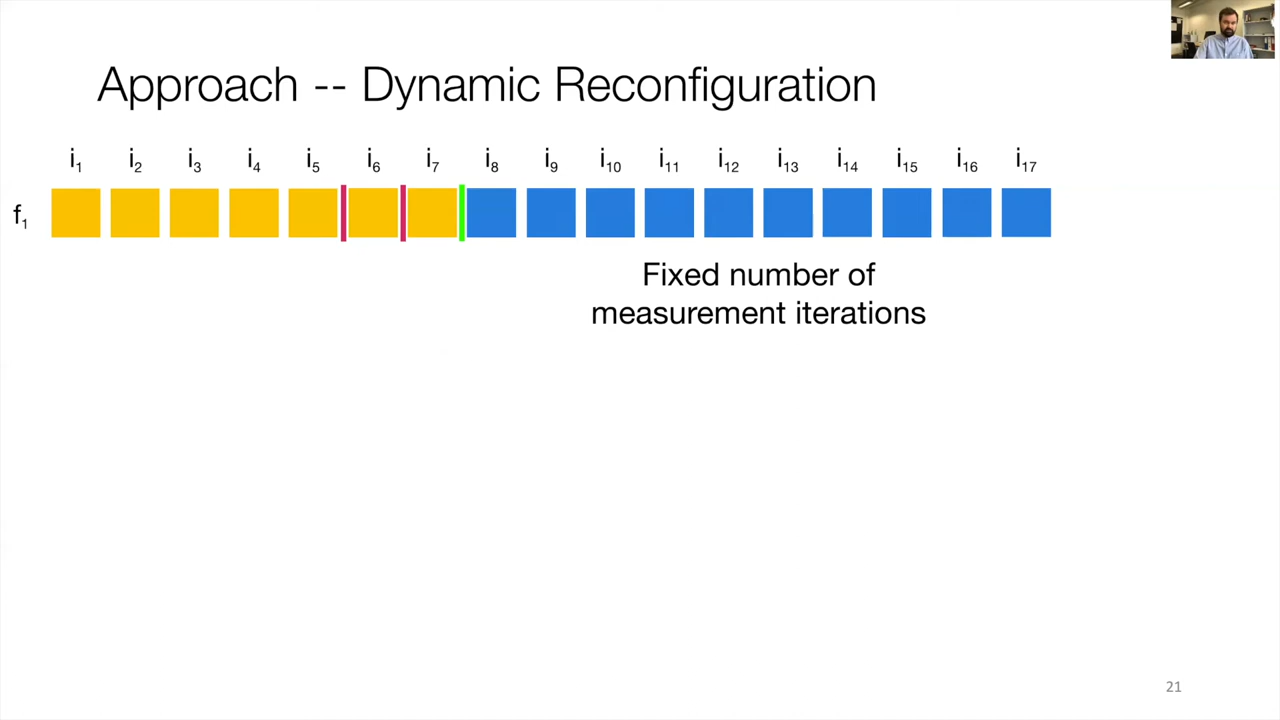 Approach -- Dynamic Reconfiguration
i1 i2 i3 i4 i5 i6 i7 i8 i9 i10 i11 i12 i13 i14 i15 i16 i17
f1
Fixed number of
measurement iterations
21